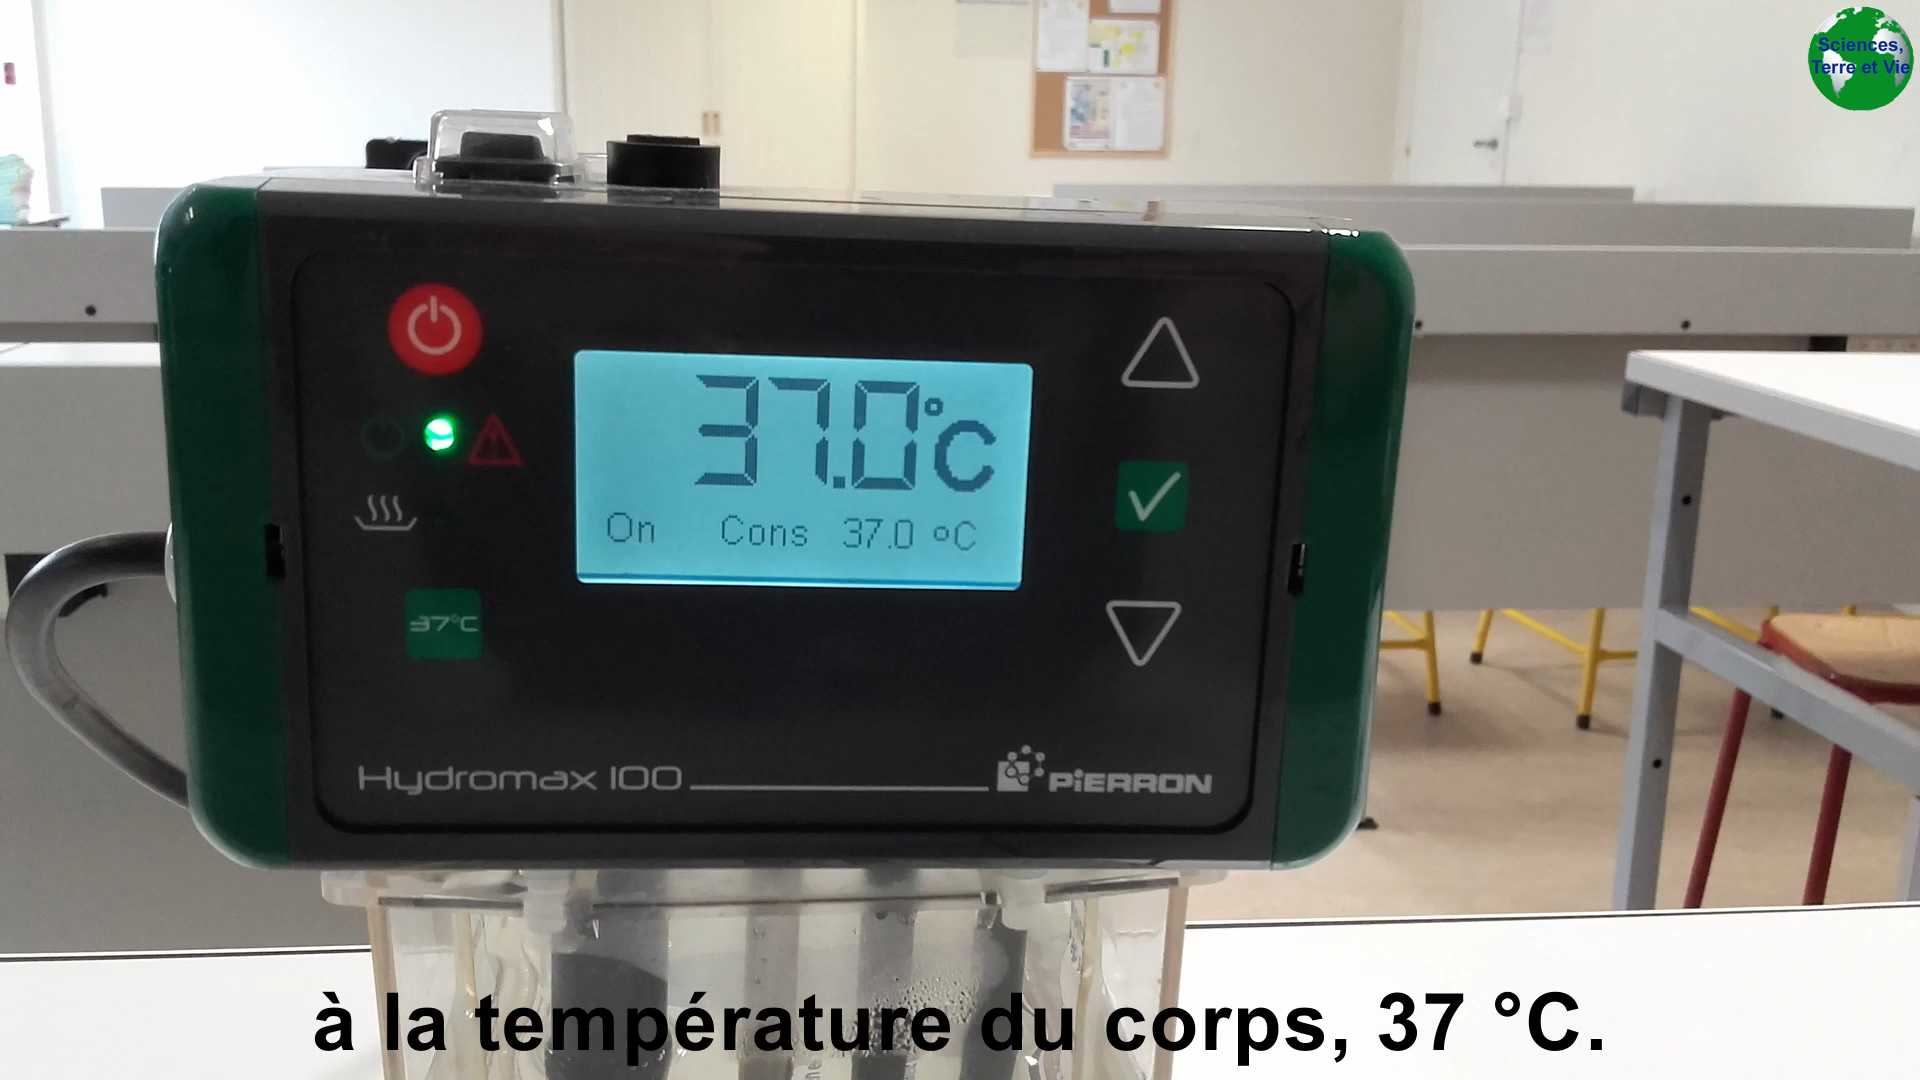 Sciences,
Terre et Vie
37.0°C
On Cons 37.0 °C
37°C
Hydromax 100
PIERRON
à la température du corps, 37 °C.